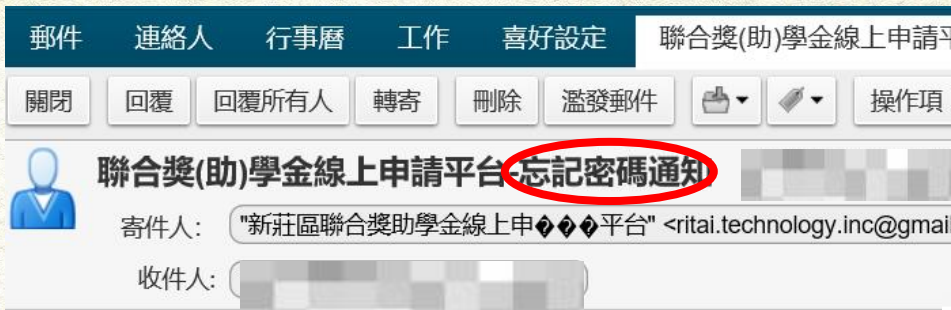 郵件 連絡人 行事曆 工作 喜好設定 聯合獎(助)學金線上申請平
關閉 回覆 回覆所有人 轉寄 刪除 濫發郵件 操作項
聯合獎(助)學金線上申請平台-忘記密碼通知
寄件人: "新莊區聯合獎助學金線上申���平台" <ritai.technology.inc@gmail
收件人: